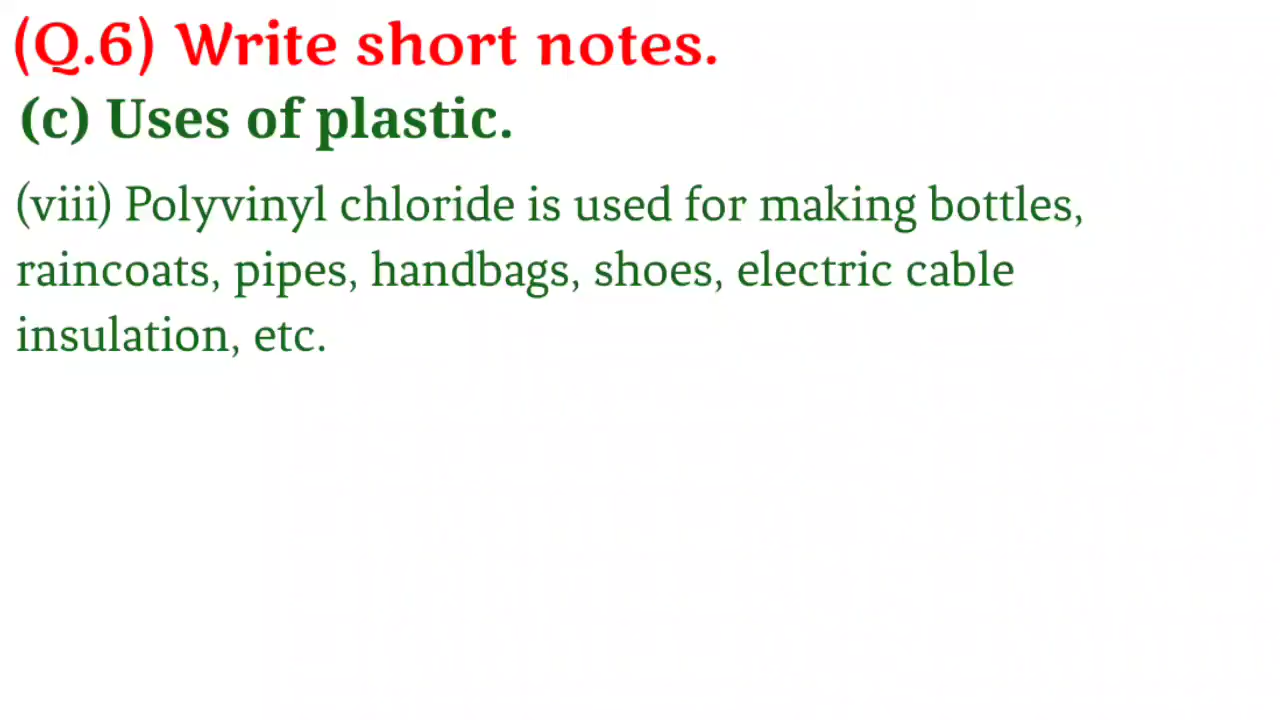 (Q.6) Write short notes.
(c) Uses of plastic.
(viii) Polyvinyl chloride is used for making bottles,
raincoats, pipes, handbags, shoes, electric cable
insulation, etc.